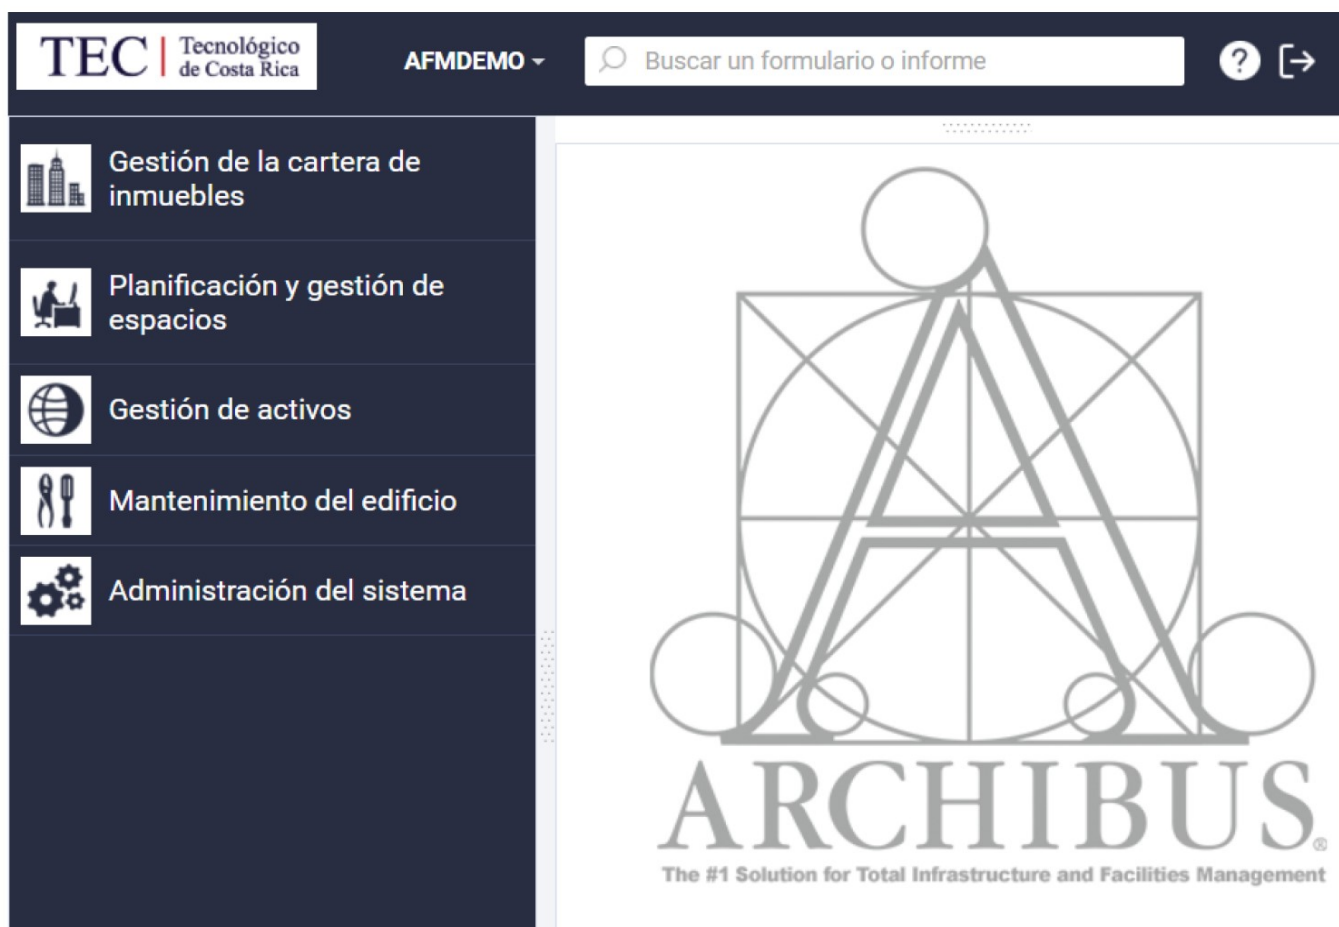 TEC | Tecnológico
de Costa Rica
AFMDEMO
Buscar un formulario o informe
?
Gestión de la cartera de
inmuebles
Planificación y gestión de
espacios
Gestión de activos
Mantenimiento del edificio
Administración del sistema
ARCHIBUS®
The #1 Solution for Total Infrastructure and Facilities Management